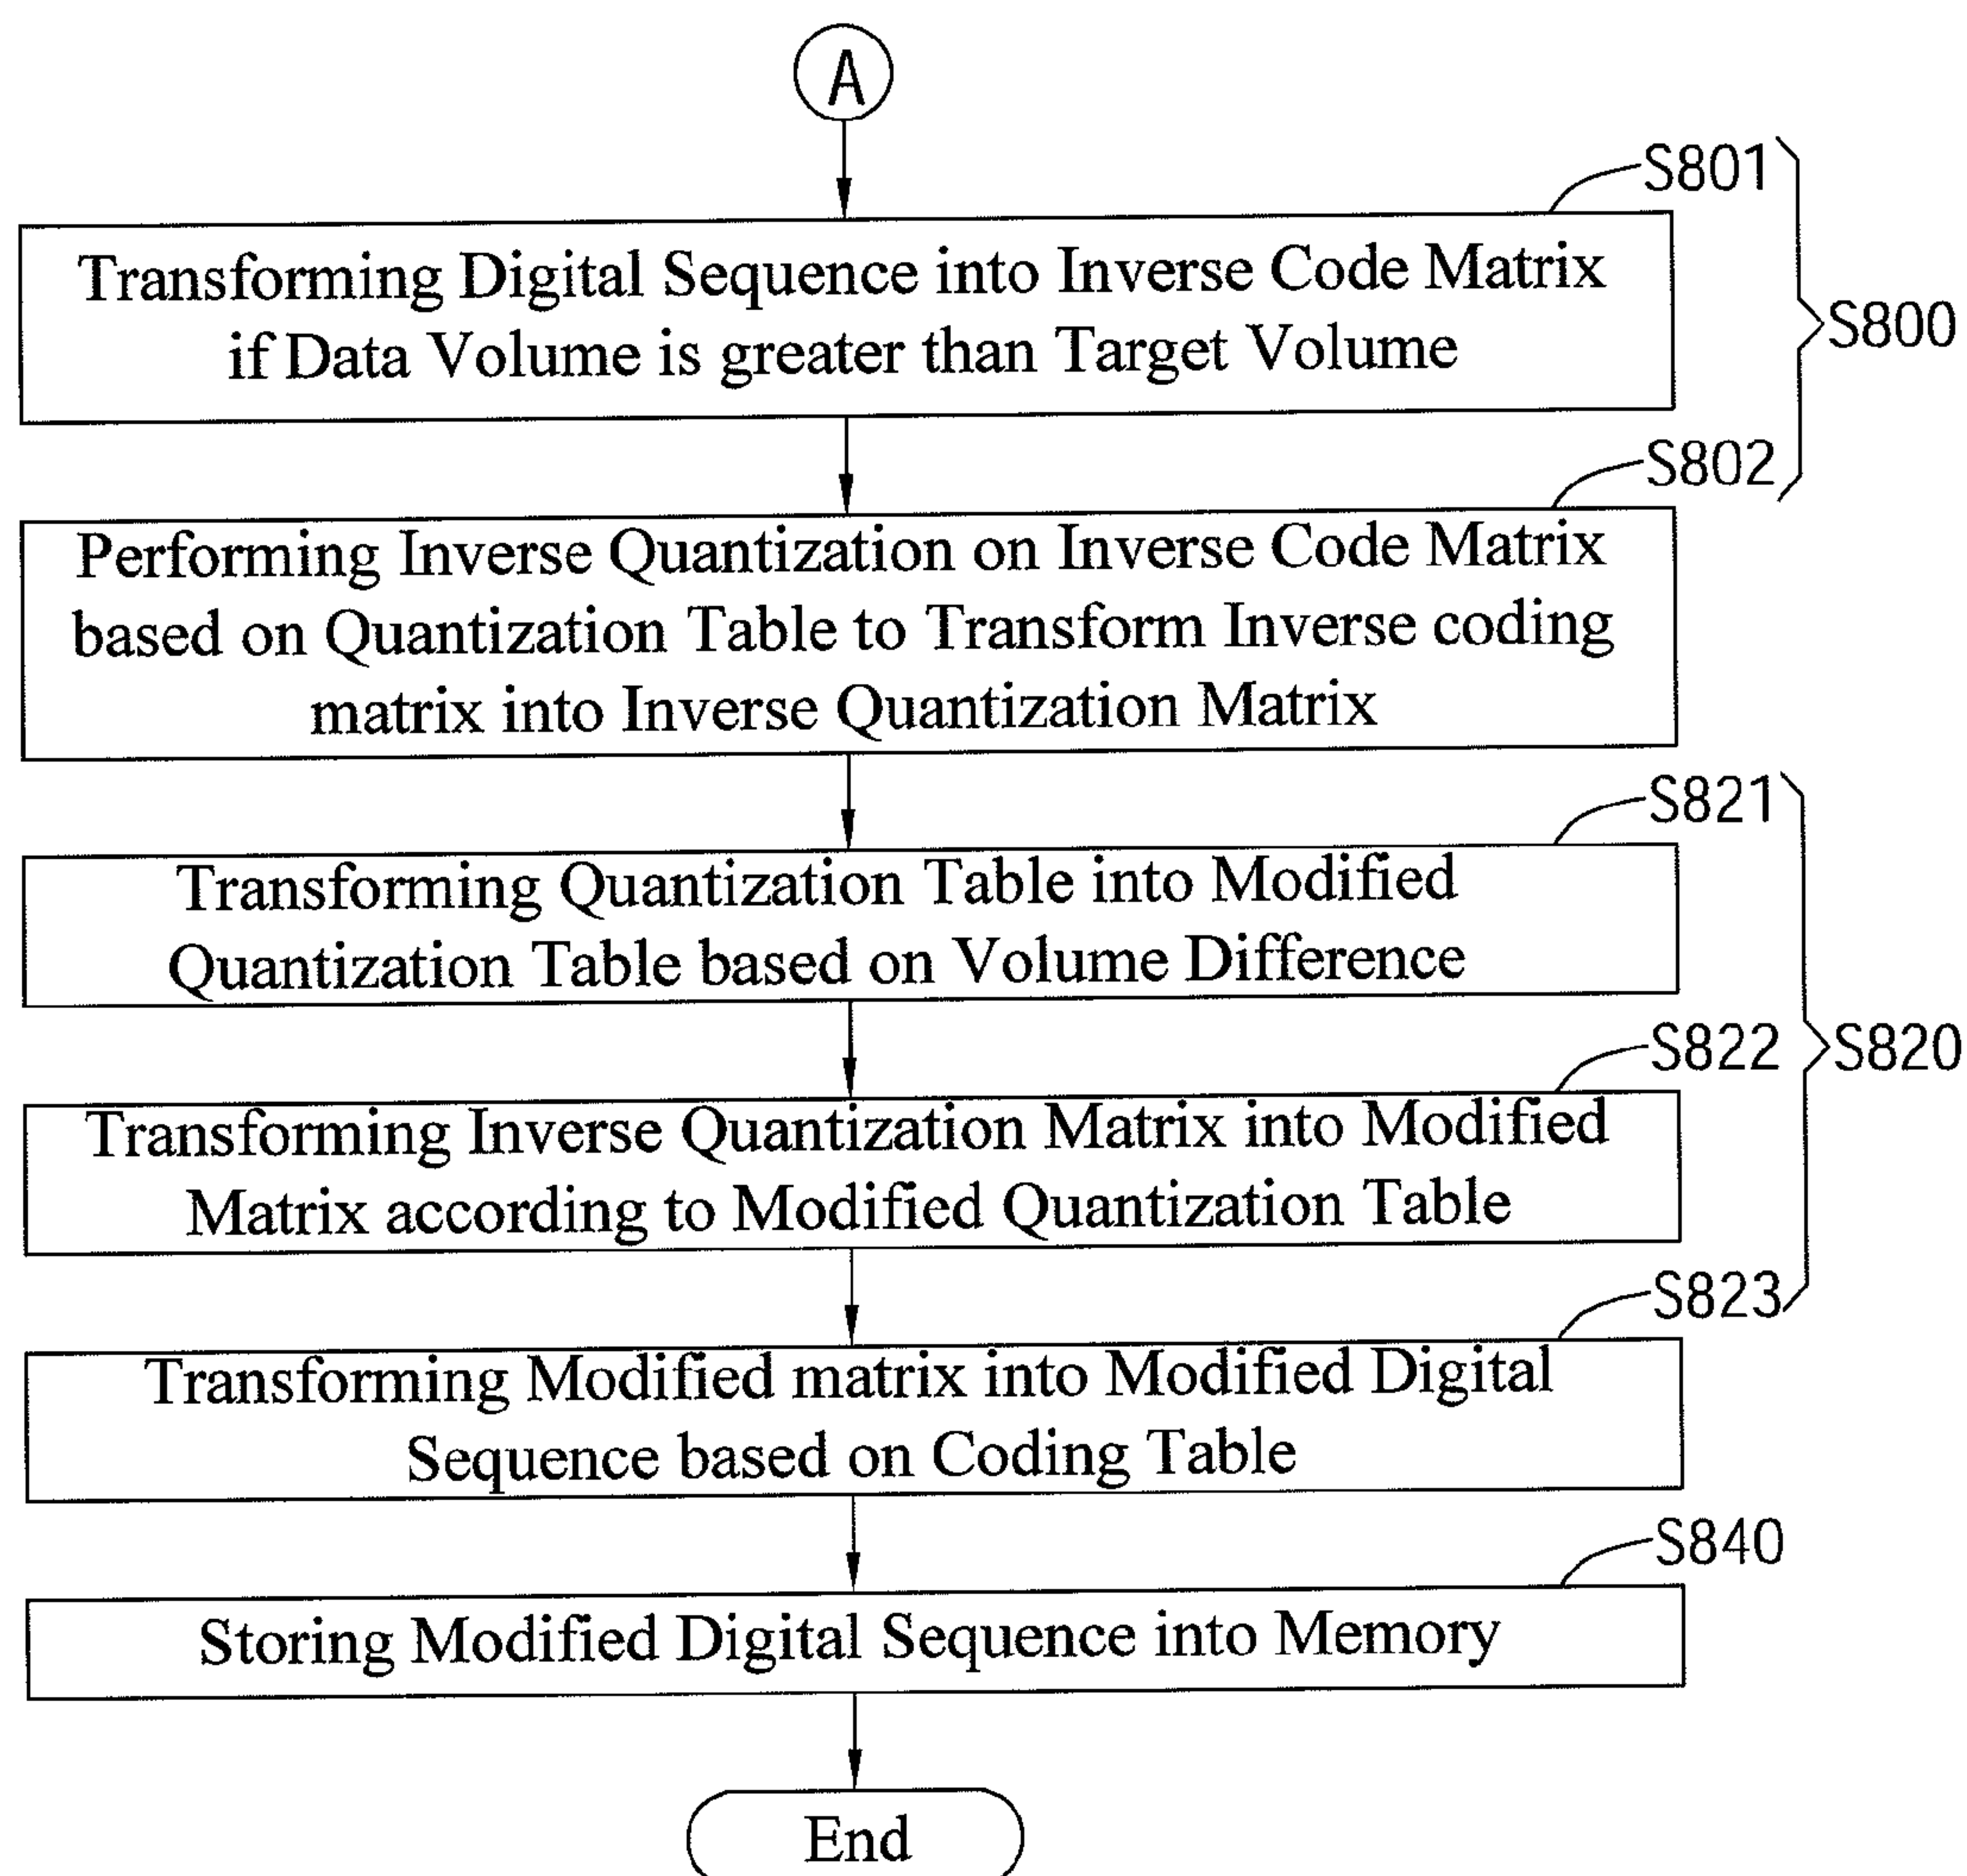 A
S801
Transforming Digital Sequence into Inverse Code Matrix
if Data Volume is greater than Target Volume
S800
S802
Performing Inverse Quantization on Inverse Code Matrix
based on Quantization Table to Transform Inverse coding
matrix into Inverse Quantization Matrix
S821
Transforming Quantization Table into Modified
Quantization Table based on Volume Difference
S822
S820
Transforming Inverse Quantization Matrix into Modified
Matrix according to Modified Quantization Table
S823
Transforming Modified matrix into Modified Digital
Sequence based on Coding Table
S840
Storing Modified Digital Sequence into Memory
End